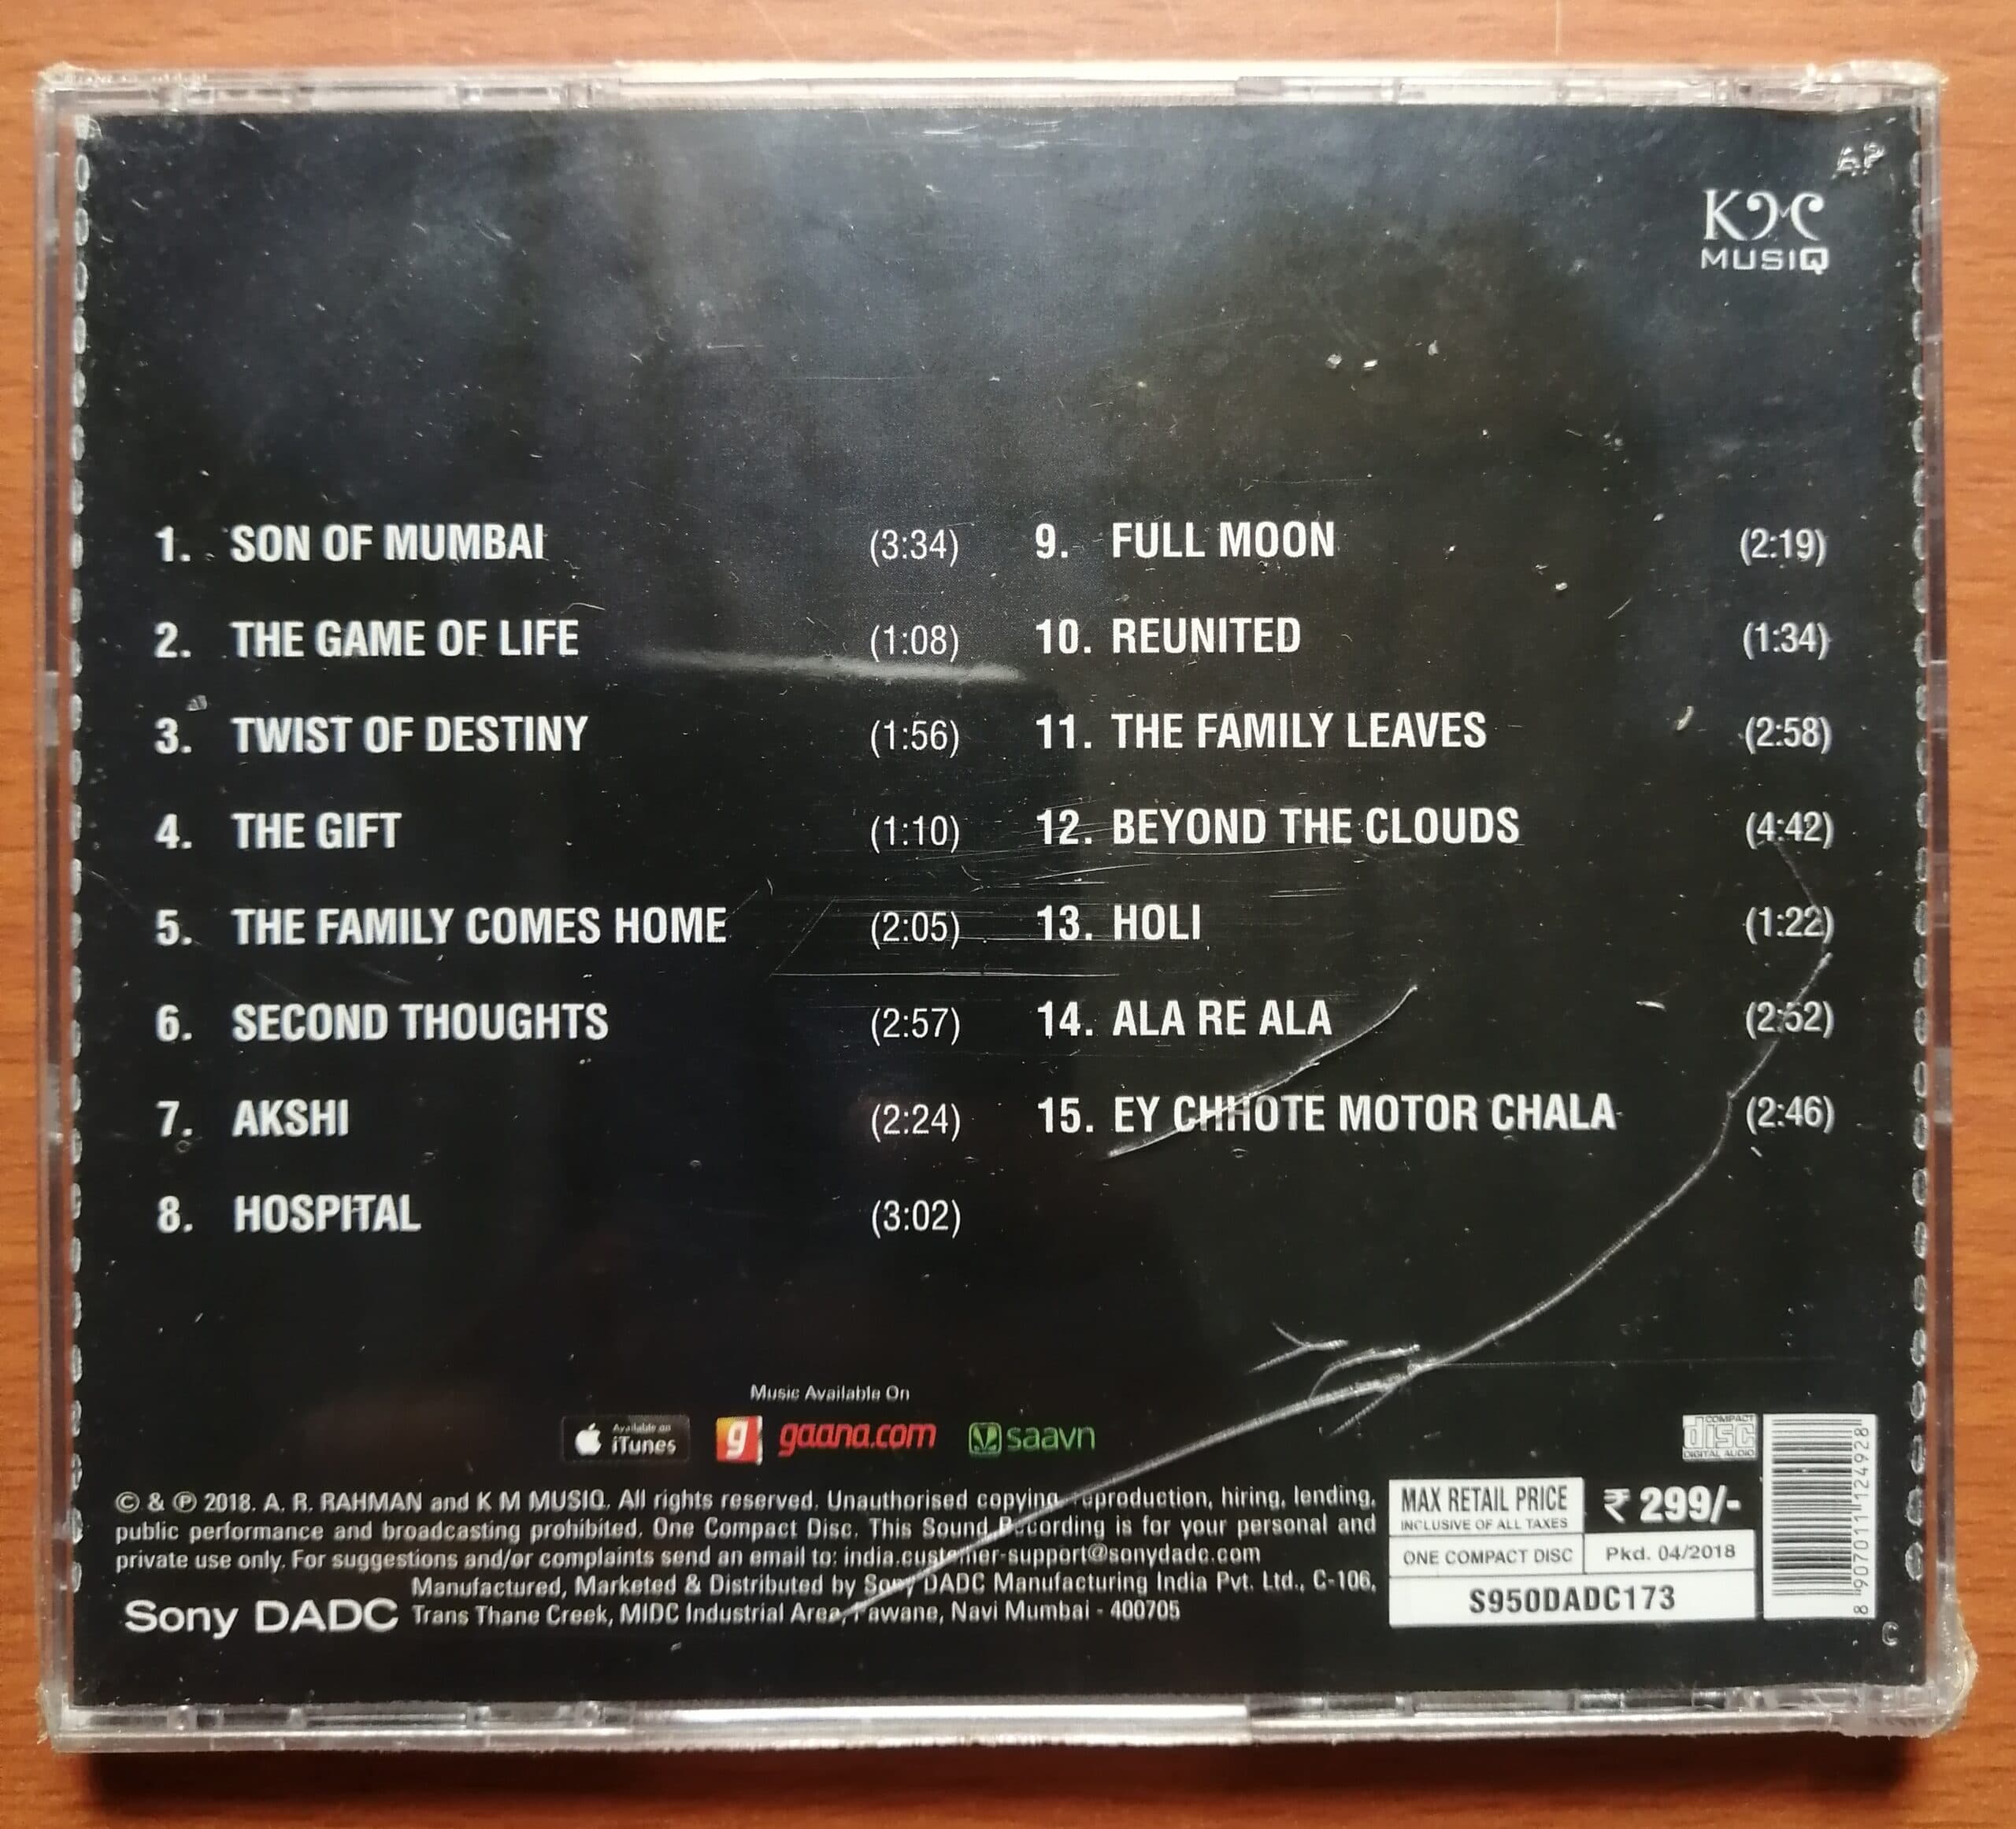 AP
KMC
MUSIQ
1. SON OF MUMBAI (3:34)
2. THE GAME OF LIFE (1:08)
3. TWIST OF DESTINY (1:56)
4. THE GIFT (1:10)
5. THE FAMILY COMES HOME (2:05)
6. SECOND THOUGHTS (2:57)
7. AKSHI (2:24)
8. HOSPITAL (3:02)
9. FULL MOON (2:19)
10. REUNITED (1:34)
11. THE FAMILY LEAVES (2:58)
12. BEYOND THE CLOUDS (4:42)
13. HOLI (1:22)
14. ALA RE ALA (2:52)
15. EY CHHOTE MOTOR CHALA (2:46)
Music Available On
Available on
iTunes
g gaana.com
saavn
© & ℗ 2018. A. R. RAHMAN and K M MUSIQ. All rights reserved. Unauthorised copying, reproduction, hiring, lending,
public performance and broadcasting prohibited. One Compact Disc. This Sound Recording is for your personal and
private use only. For suggestions and/or complaints send an email to: india.customer-support@sonydadc.com
Manufactured, Marketed & Distributed by Sony DADC Manufacturing India Pvt. Ltd., C-106,
Sony DADC Trans Thane Creek, MIDC Industrial Area, Pawane, Navi Mumbai - 400705
COMPACT
disc
DIGITAL AUDIO
MAX RETAIL PRICE ₹ 299/-
INCLUSIVE OF ALL TAXES
ONE COMPACT DISC Pkd. 04/2018
S950DADC173
8 907011 124928
C